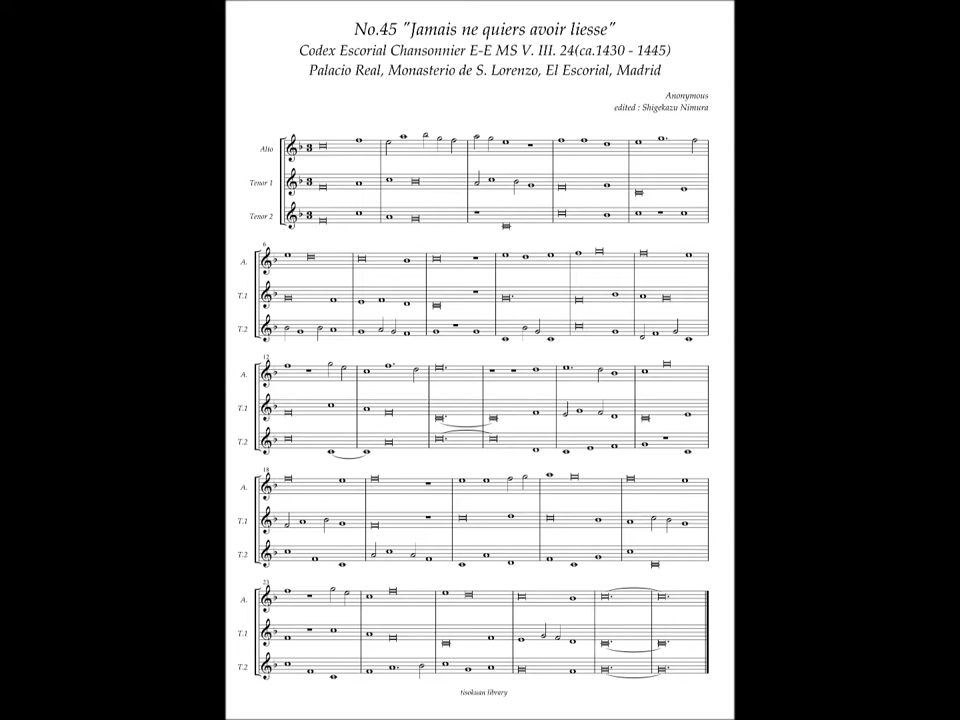 No.45 "Jamais ne quiers avoir liesse"
Codex Escorial Chansonnier E-E MS V. III. 24(ca.1430 - 1445)
Palacio Real, Monasterio de S. Lorenzo, El Escorial, Madrid
Anonymous
edited : Shigekazu Nimura
Alto
Tenor 1
Tenor 2
6
A.
T.1
T.2
12
A.
T.1
T.2
18
A.
T.1
T.2
23
A.
T.1
T.2
tisokuan library